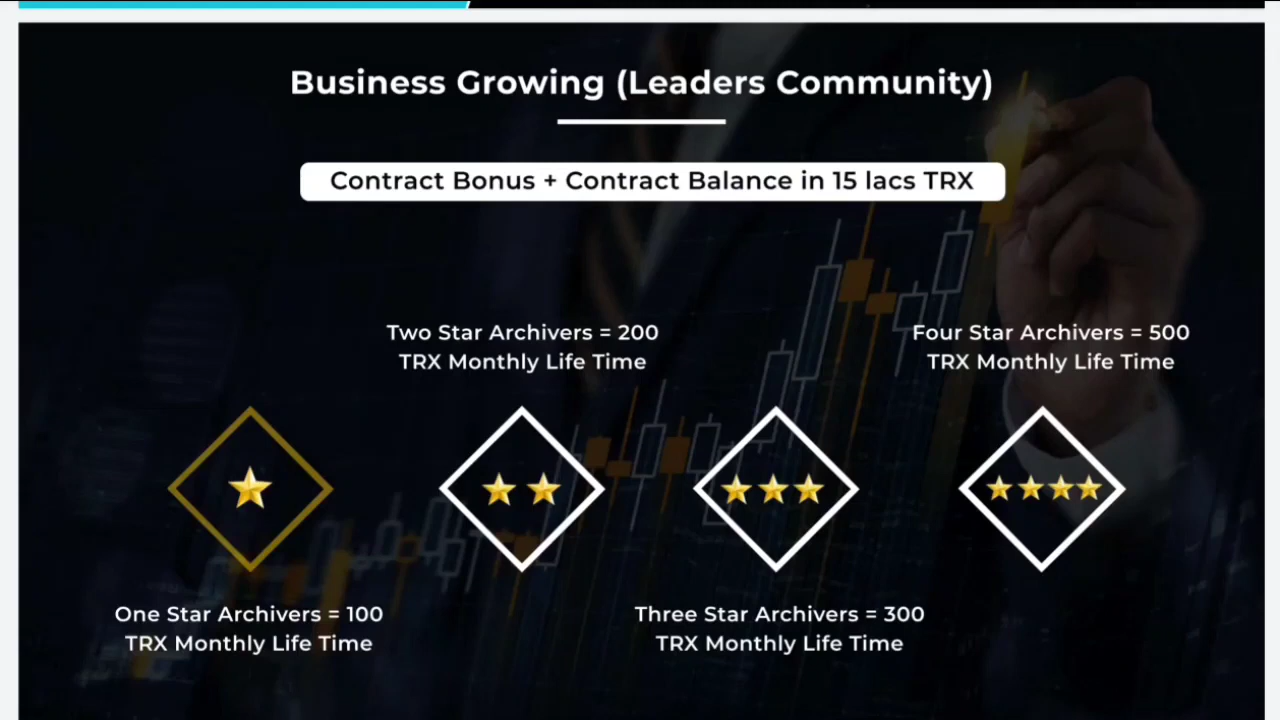 Business Growing (Leaders Community)
Contract Bonus + Contract Balance in 15 lacs TRX
Two Star Archivers = 200
TRX Monthly Life Time
Four Star Archivers = 500
TRX Monthly Life Time
One Star Archivers = 100
TRX Monthly Life Time
Three Star Archivers = 300
TRX Monthly Life Time